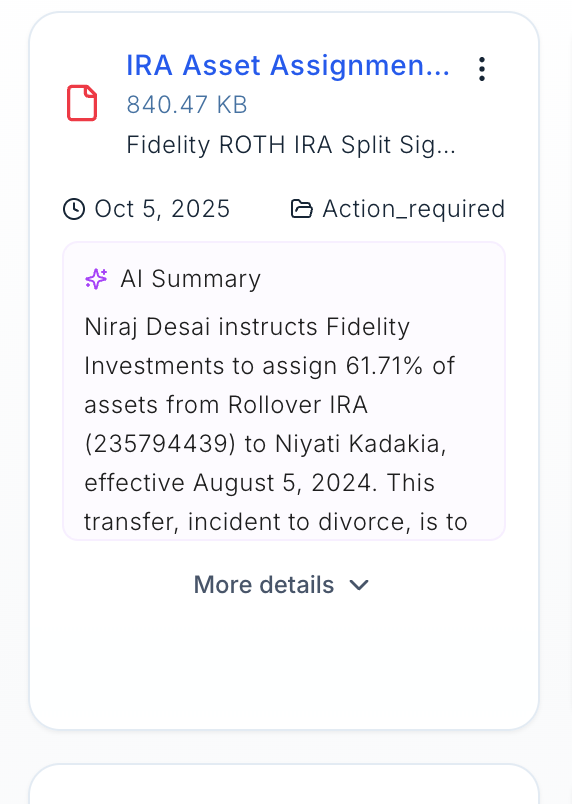 IRA Asset Assignmen...
840.47 KB
Fidelity ROTH IRA Split Sig...
Oct 5, 2025
Action_required
AI Summary
Niraj Desai instructs Fidelity
Investments to assign 61.71% of
assets from Rollover IRA
(235794439) to Niyati Kadakia,
effective August 5, 2024. This
transfer, incident to divorce, is to
More details